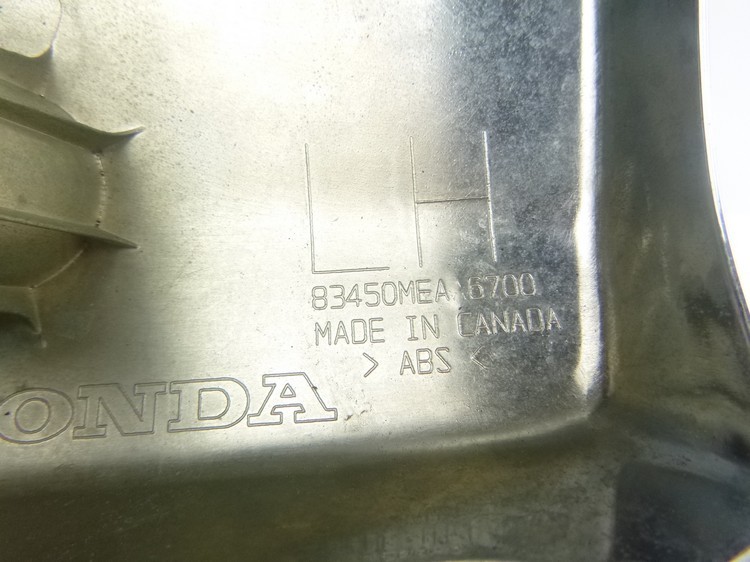 LH
83450MEA 6700
MADE IN CANADA
> ABS <
ONDA